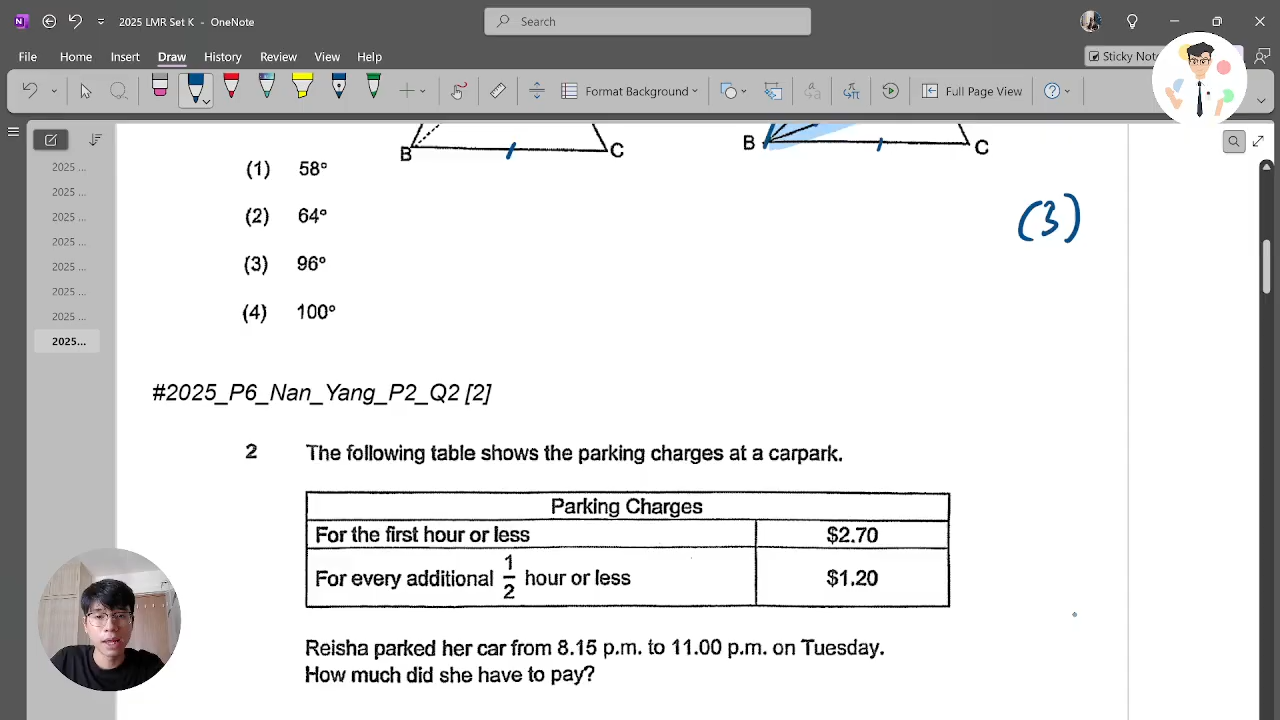 2025 LMR Set K - OneNote
Search
File Home Insert Draw History Review View Help
Sticky Not
Format Background
Full Page View
2025 ...
2025 ...
2025 ...
2025 ...
2025 ...
2025 ...
2025 ...
2025...
B C B C
(1) 58°
(2) 64°
(3) 96°
(4) 100°
(3)
#2025_P6_Nan_Yang_P2_Q2 [2]
2 The following table shows the parking charges at a carpark.
Parking Charges
For the first hour or less $2.70
For every additional 1/2 hour or less $1.20
Reisha parked her car from 8.15 p.m. to 11.00 p.m. on Tuesday.
How much did she have to pay?